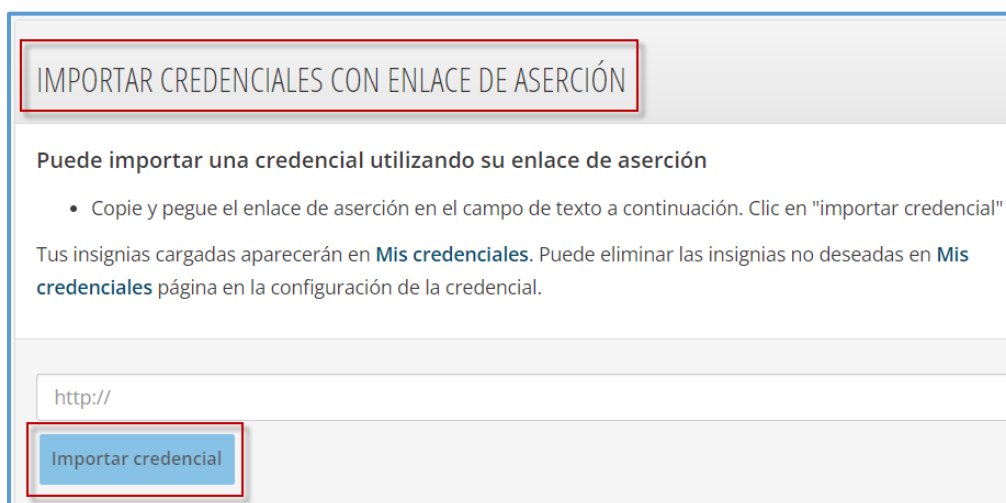 IMPORTAR CREDENCIALES CON ENLACE DE ASERCIÓN
Puede importar una credencial utilizando su enlace de aserción
• Copie y pegue el enlace de aserción en el campo de texto a continuación. Clic en "importar credencial"
Tus insignias cargadas aparecerán en Mis credenciales. Puede eliminar las insignias no deseadas en Mis
credenciales página en la configuración de la credencial.
http://
Importar credencial